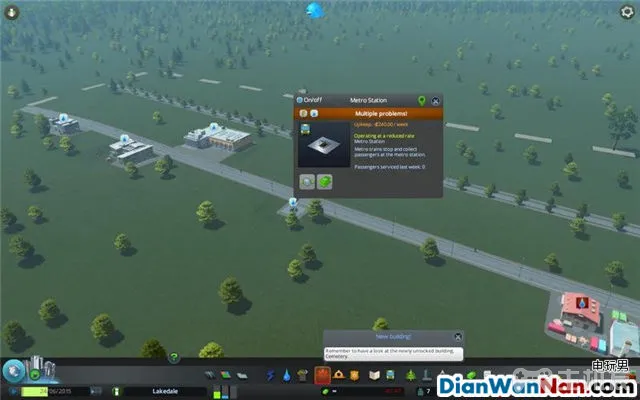 On/off Metro Station
Multiple problems!
Upkeep: ₡240.00 / week
Operating at a reduced rate
Metro Station
Metro trains stop and collect
passengers at the metro station.
Passengers serviced last week: 0
New building!
Remember to have a look at the newly unlocked building,
Cemetery.
Lakedale
7
电玩男
DianWanNan.Com